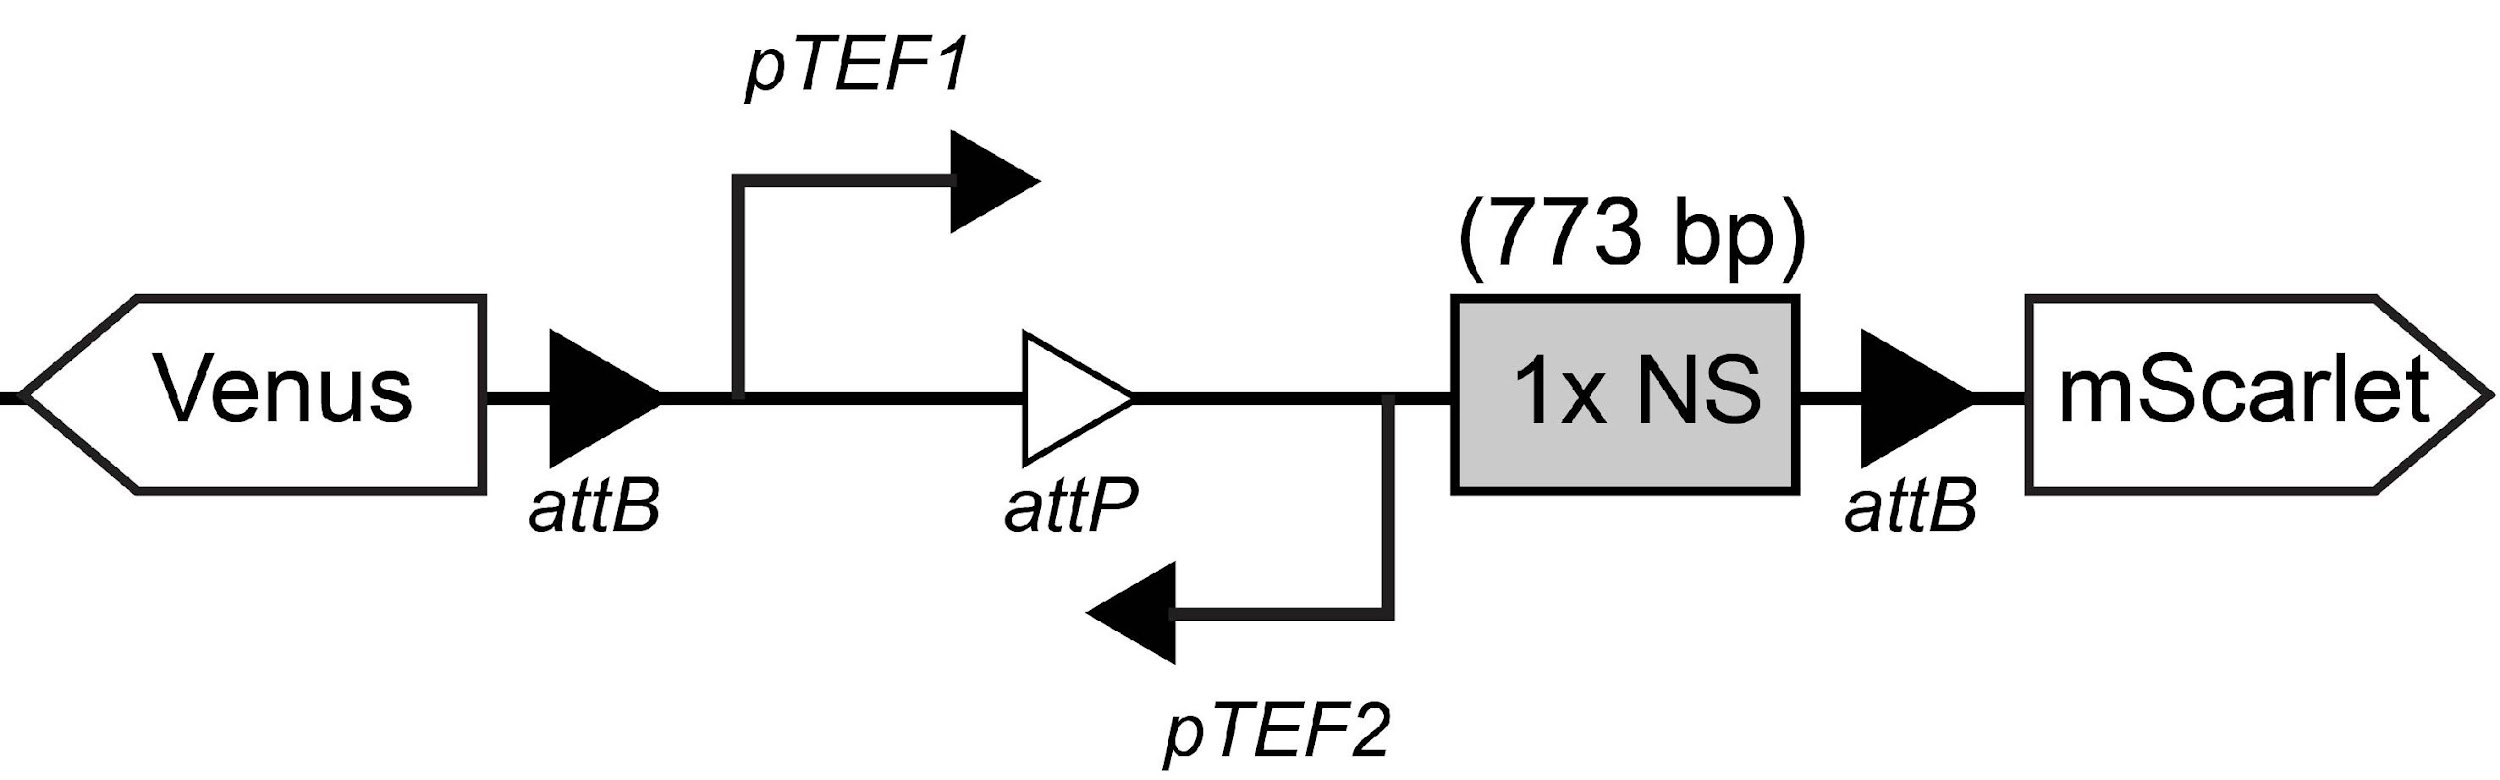 pTEF1
(773 bp)
Venus
1x NS
mScarlet
attB
attP
attB
pTEF2